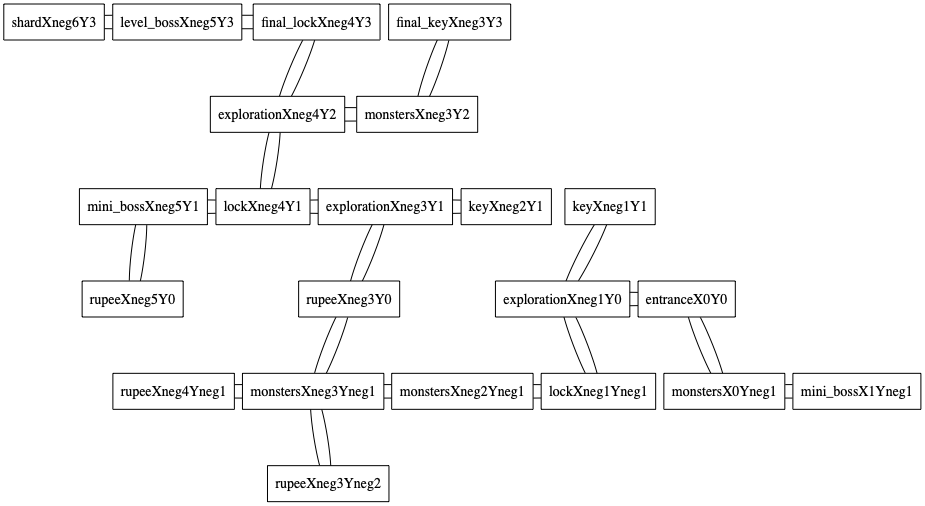 shardXneg6Y3 level_bossXneg5Y3 final_lockXneg4Y3 final_keyXneg3Y3
explorationXneg4Y2 monstersXneg3Y2
mini_bossXneg5Y1 lockXneg4Y1 explorationXneg3Y1 keyXneg2Y1 keyXneg1Y1
rupeeXneg5Y0 rupeeXneg3Y0 explorationXneg1Y0 entranceX0Y0
rupeeXneg4Yneg1 monstersXneg3Yneg1 monstersXneg2Yneg1 lockXneg1Yneg1 monstersX0Yneg1 mini_bossX1Yneg1
rupeeXneg3Yneg2